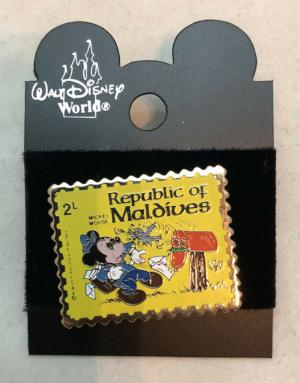 Walt Disney
World®
2L
Republic of
Maldives
MICKEY
MOUSE